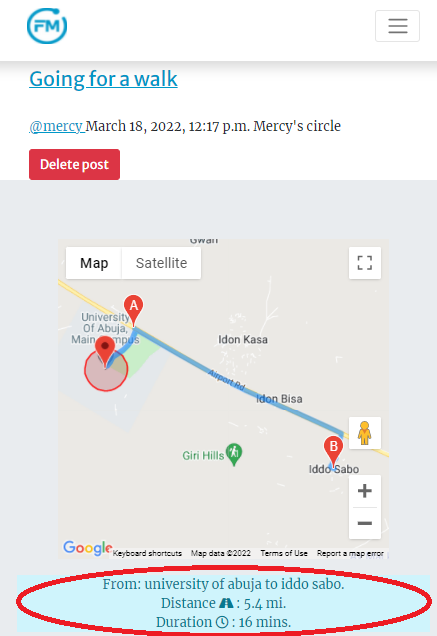 FM
Going for a walk
@mercy March 18, 2022, 12:17 p.m. Mercy's circle
Delete post
Gwari
Map Satellite
A
University
Of Abuja,
Main Campus
Idon Kasa
Airport Rd
Idon Bisa
B
Giri Hills
Iddo Sabo
Google Keyboard shortcuts Map data ©2022 Terms of Use Report a map error
From: university of abuja to iddo sabo.
Distance : 5.4 mi.
Duration : 16 mins.